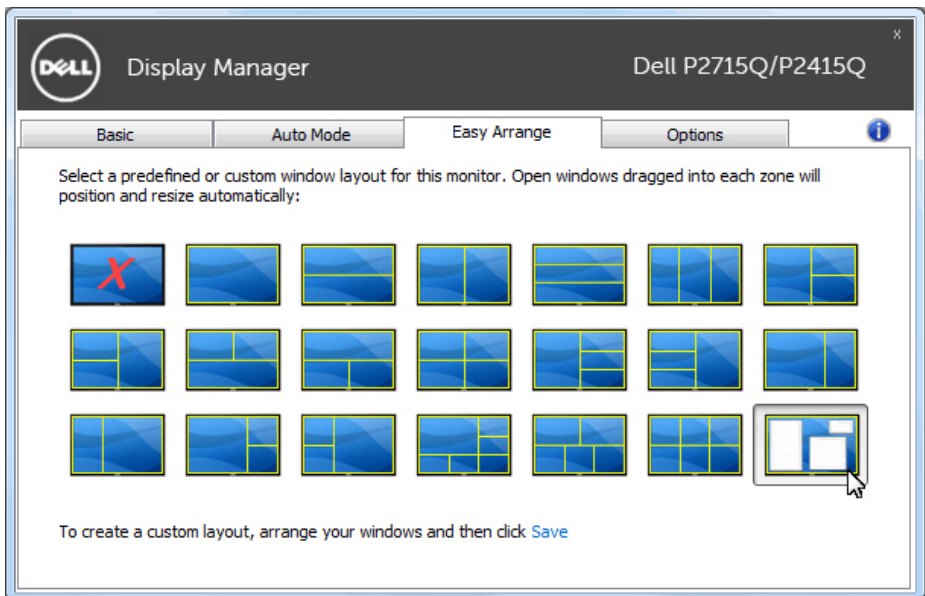 DELL Display Manager Dell P2715Q/P2415Q x
Basic Auto Mode Easy Arrange Options i
Select a predefined or custom window layout for this monitor. Open windows dragged into each zone will
position and resize automatically:
X
To create a custom layout, arrange your windows and then click Save